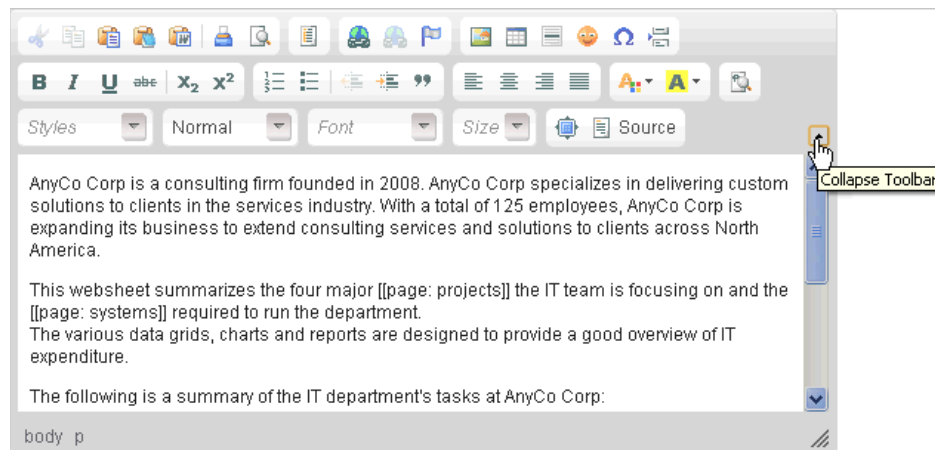 B I U abc X₂ X² A A
Styles Normal Font Size Source
Collapse Toolbar
AnyCo Corp is a consulting firm founded in 2008. AnyCo Corp specializes in delivering custom
solutions to clients in the services industry. With a total of 125 employees, AnyCo Corp is
expanding its business to extend consulting services and solutions to clients across North
America.
This websheet summarizes the four major [[page: projects]] the IT team is focusing on and the
[[page: systems]] required to run the department.
The various data grids, charts and reports are designed to provide a good overview of IT
expenditure.
The following is a summary of the IT department's tasks at AnyCo Corp:
body p